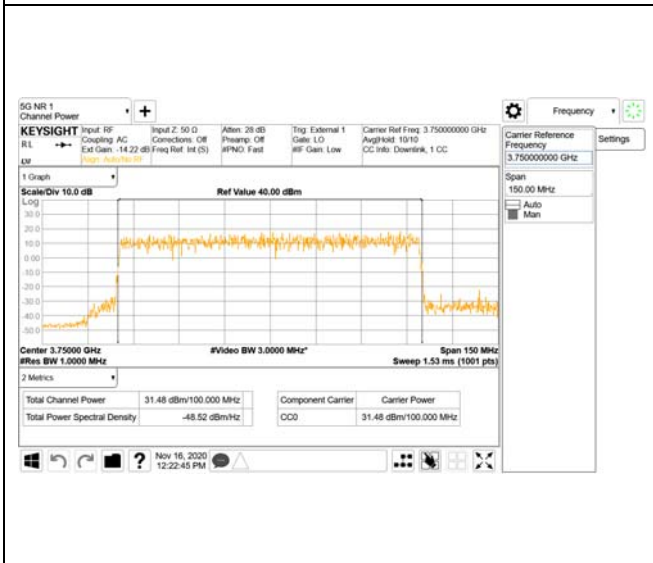 5G NR 1
Channel Power
Frequency
KEYSIGHT
RL
Input: RF
Coupling: AC
Ext Gain: -14.22 dB
Align: Auto/No RF
Input Z: 50 Ω
Corrections: Off
Freq Ref: Int (S)
Atten: 28 dB
Preamp: Off
#PNO: Fast
Trig: External 1
Gate: LO
#IF Gain: Low
Carrier Ref Freq: 3.750000000 GHz
Avg|Hold: 10/10
CC Info: Downlink, 1 CC
Carrier Reference
Frequency
3.750000000 GHz
Settings
Span
150.00 MHz
Auto
Man
1 Graph
Scale/Div 10.0 dB
Ref Value 40.00 dBm
Log
30.0
20.0
10.0
0.00
-10.0
-20.0
-30.0
-40.0
-50.0
Center 3.75000 GHz
#Video BW 3.0000 MHz*
Span 150 MHz
#Res BW 1.0000 MHz
Sweep 1.53 ms (1001 pts)
2 Metrics
Total Channel Power 31.48 dBm/100.000 MHz
Total Power Spectral Density -48.52 dBm/Hz
Component Carrier Carrier Power
CC0 31.48 dBm/100.000 MHz
Nov 16, 2020
12:22:45 PM